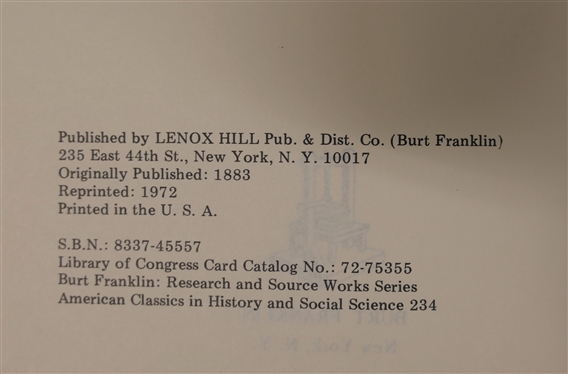 Published by LENOX HILL Pub. & Dist. Co. (Burt Franklin)
235 East 44th St., New York, N. Y. 10017
Originally Published: 1883
Reprinted: 1972
Printed in the U. S. A.
S.B.N.: 8337-45557
Library of Congress Card Catalog No.: 72-75355
Burt Franklin: Research and Source Works Series
American Classics in History and Social Science 234